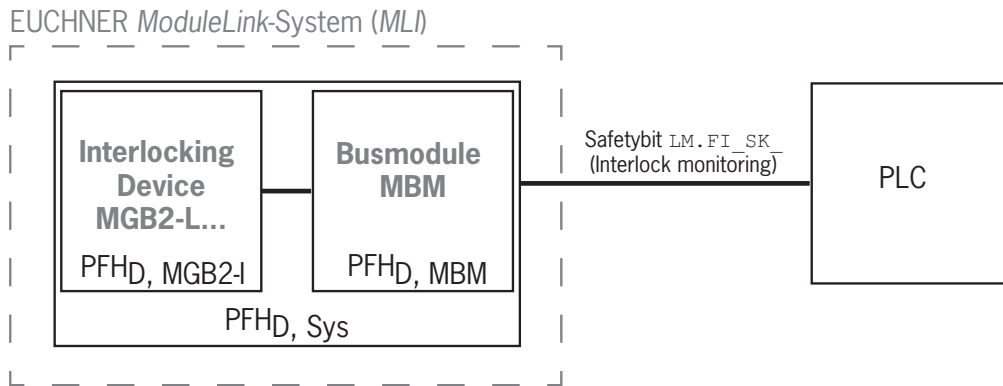 EUCHNER ModuleLink-System (MLI)
Interlocking
Device
MGB2-L...
PFHD, MGB2-I
Busmodule
MBM
PFHD, MBM
PFHD, Sys
Safetybit LM.FI_SK_
(Interlock monitoring)
PLC